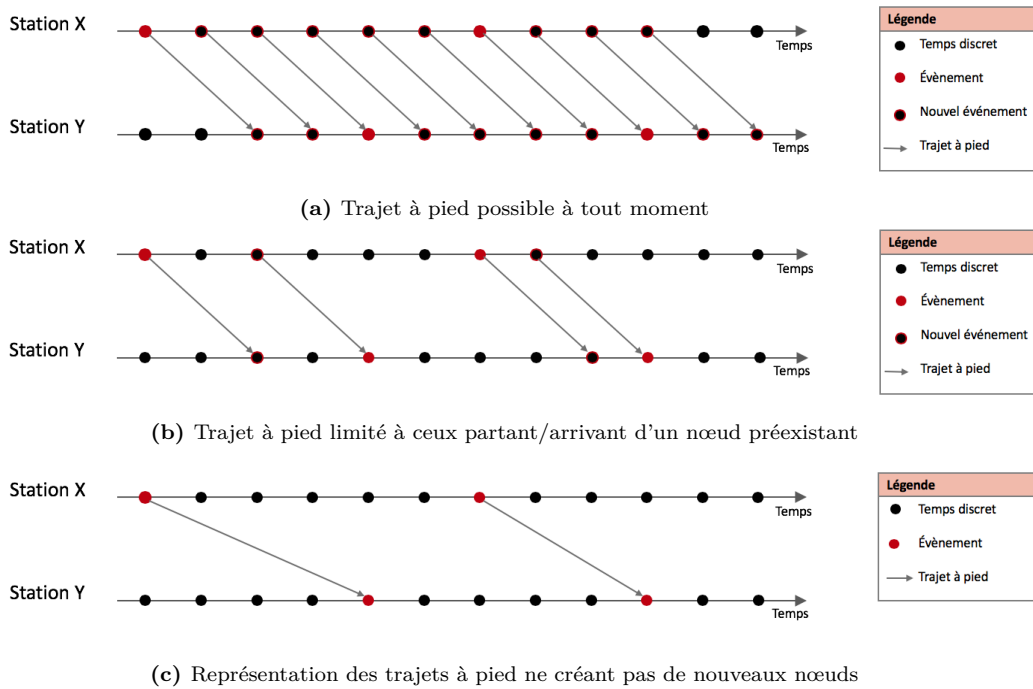 Station X
Temps
Station Y
Temps
Légende
Temps discret
Évènement
Nouvel événement
Trajet à pied
(a) Trajet à pied possible à tout moment
Station X
Temps
Station Y
Temps
Légende
Temps discret
Évènement
Nouvel événement
Trajet à pied
(b) Trajet à pied limité à ceux partant/arrivant d'un nœud préexistant
Station X
Temps
Station Y
Temps
Légende
Temps discret
Évènement
Trajet à pied
(c) Représentation des trajets à pied ne créant pas de nouveaux nœuds